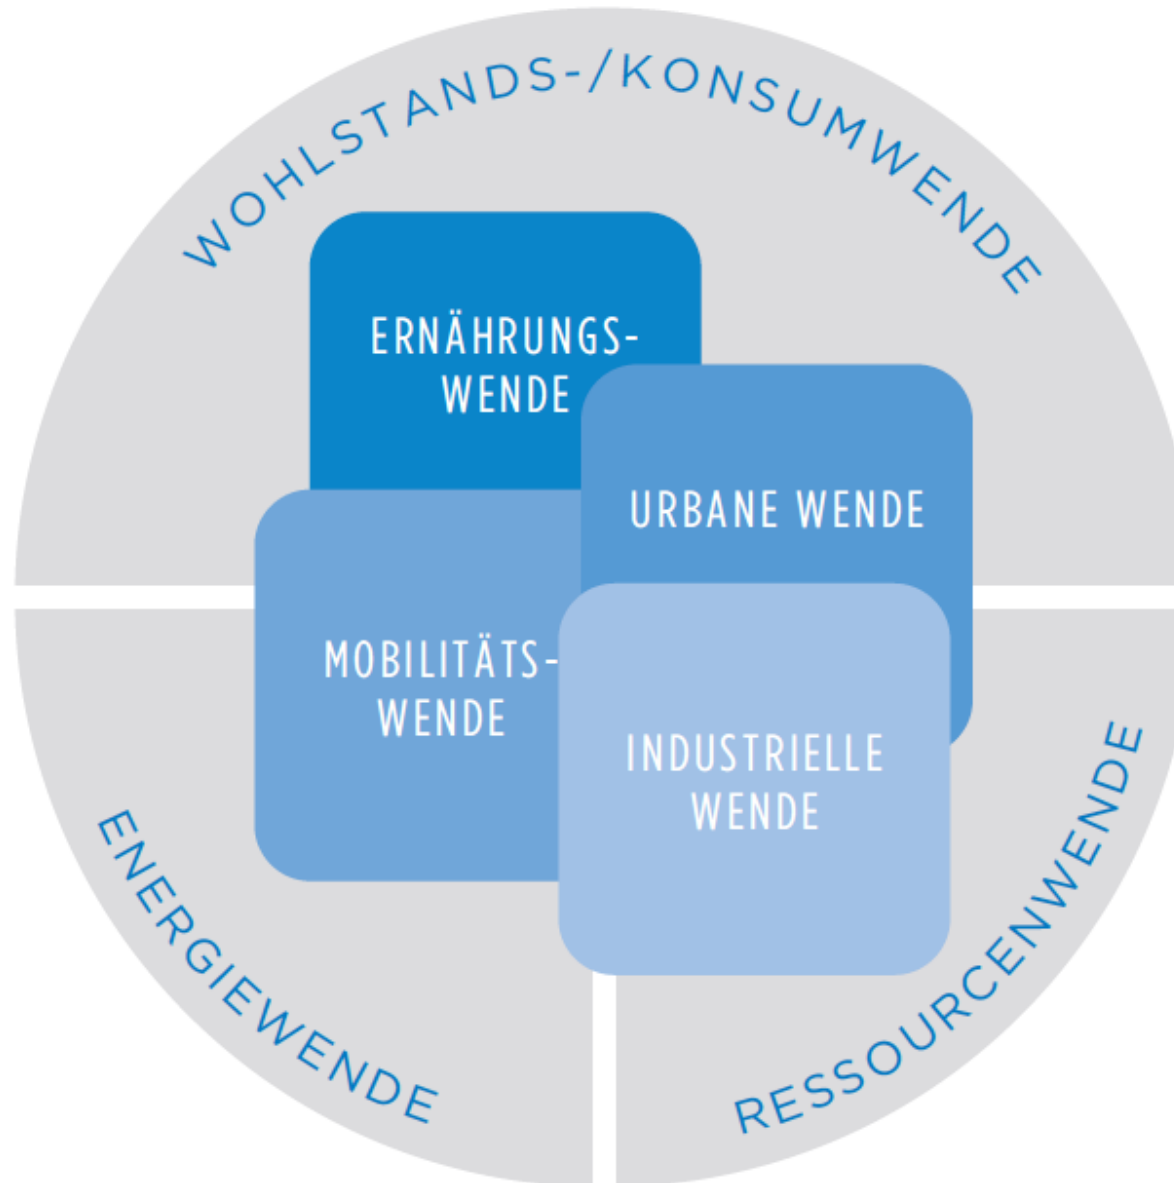 WOHLSTANDS-/KONSUMWENDE
ERNÄHRUNGS-
WENDE
URBANE WENDE
MOBILITÄTS-
WENDE
INDUSTRIELLE
WENDE
ENERGIEWENDE
RESSOURCENWENDE